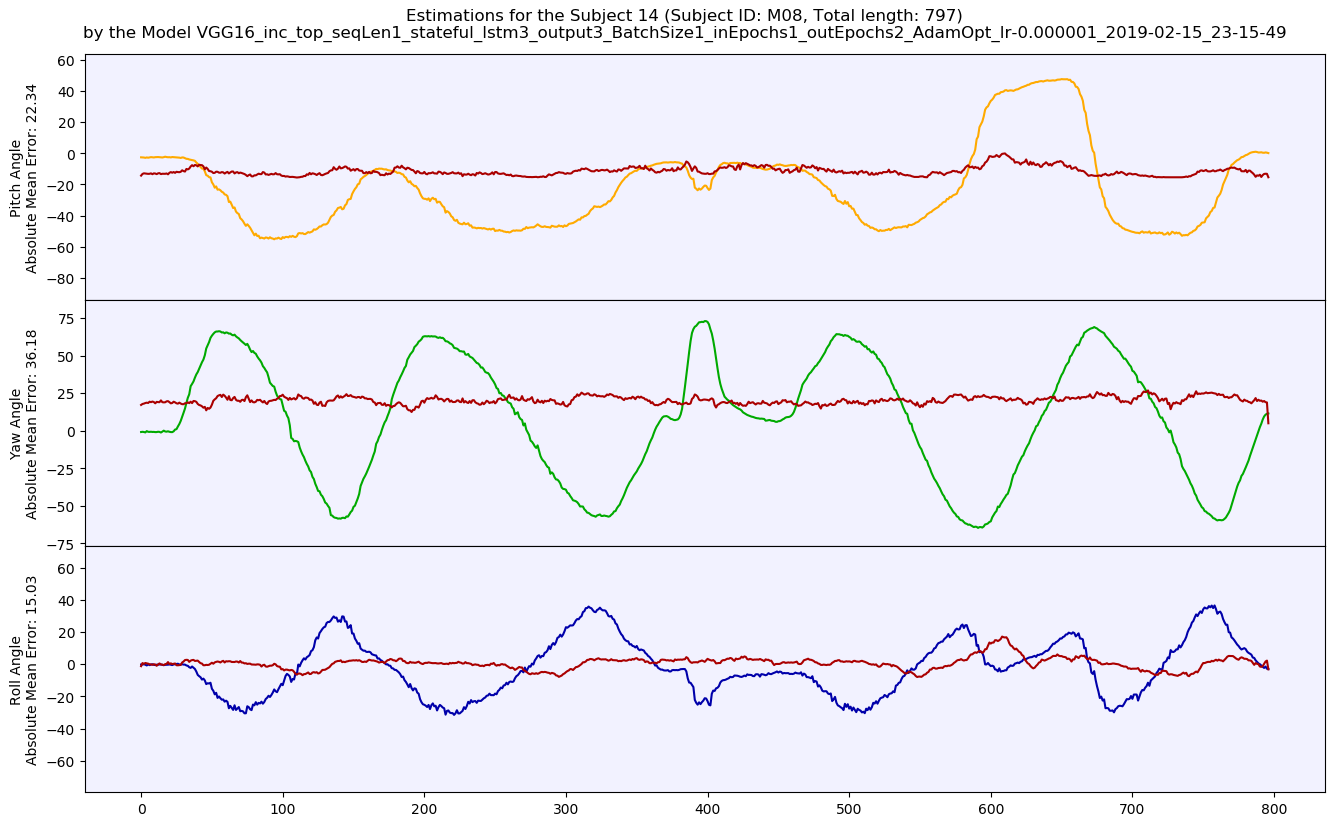 Estimations for the Subject 14 (Subject ID: M08, Total length: 797)
by the Model VGG16_inc_top_seqLen1_stateful_lstm3_output3_BatchSize1_inEpochs1_outEpochs2_AdamOpt_lr-0.000001_2019-02-15_23-15-49
Pitch Angle
Absolute Mean Error: 22.34
60
40
20
0
−20
−40
−60
−80
Yaw Angle
Absolute Mean Error: 36.18
75
50
25
0
−25
−50
−75
Roll Angle
Absolute Mean Error: 15.03
60
40
20
0
−20
−40
−60
0 100 200 300 400 500 600 700 800